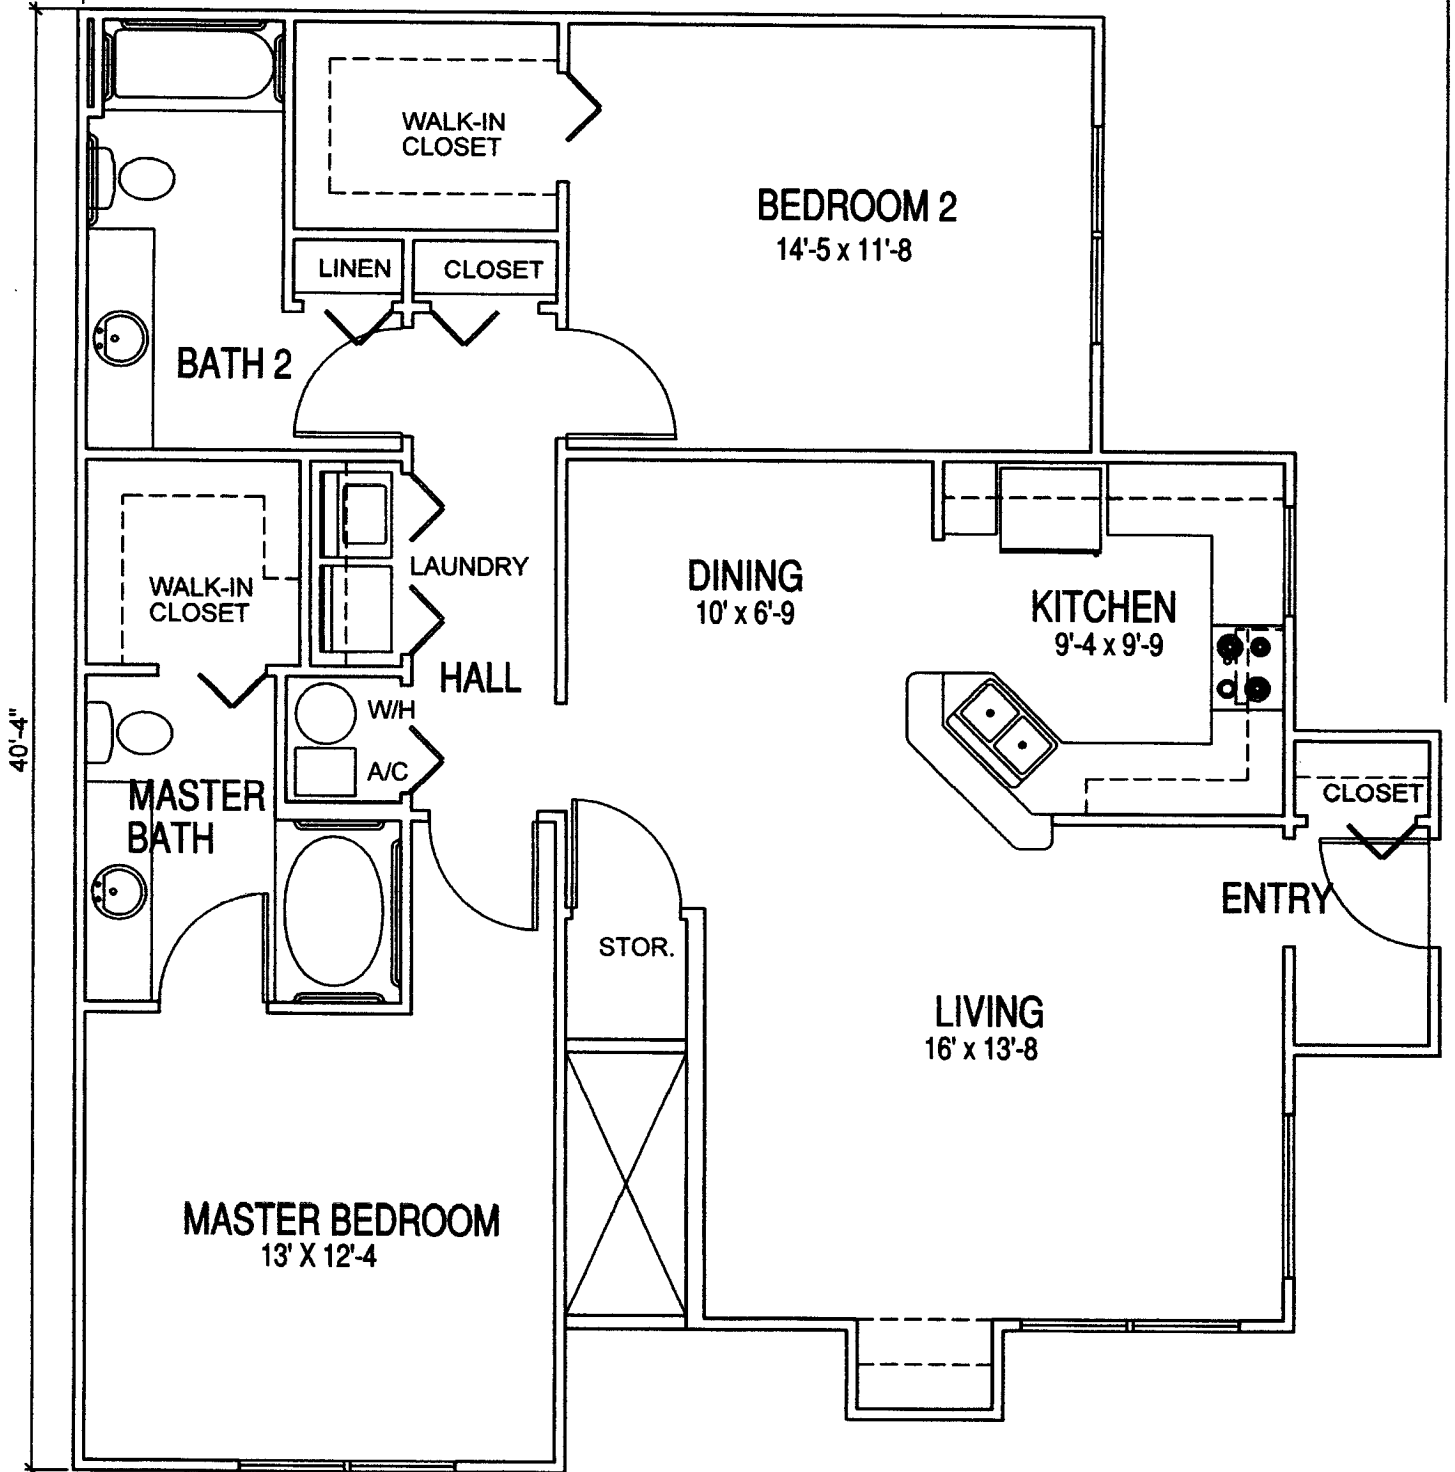 WALK-IN
CLOSET
BEDROOM 2
14'-5 x 11'-8
LINEN
CLOSET
BATH 2
WALK-IN
CLOSET
LAUNDRY
DINING
10' x 6'-9
KITCHEN
9'-4 x 9'-9
HALL
W/H
A/C
40'-4"
MASTER
BATH
CLOSET
ENTRY
STOR.
LIVING
16' x 13'-8
MASTER BEDROOM
13' X 12'-4